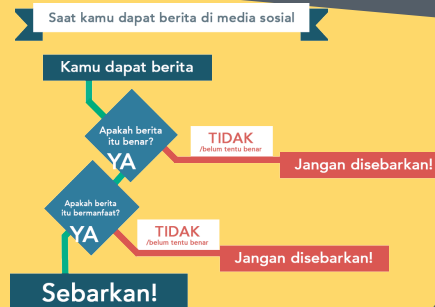 Saat kamu dapat berita di media sosial
Kamu dapat berita
Apakah berita
itu benar?
YA
TIDAK
/belum tentu benar
Jangan disebarkan!
Apakah berita
itu bermanfaat?
YA
TIDAK
/belum tentu benar
Jangan disebarkan!
Sebarkan!